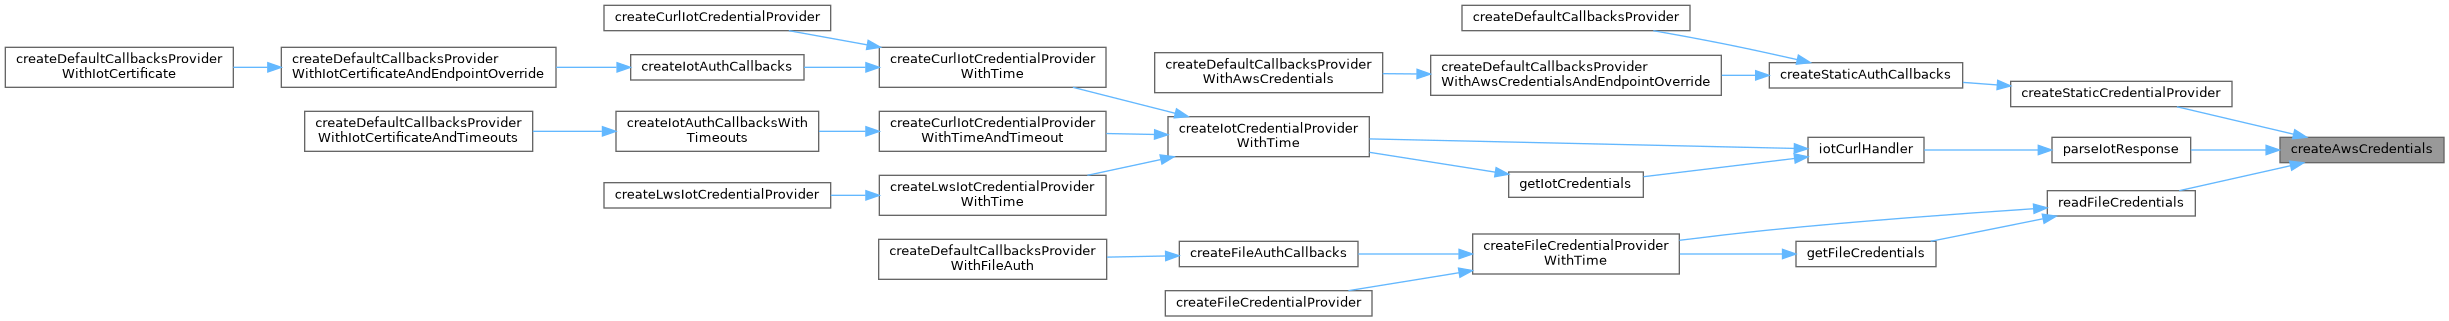 createCurlIotCredentialProvider
createDefaultCallbacksProvider
createDefaultCallbacksProvider
WithIotCertificate
createDefaultCallbacksProvider
WithIotCertificateAndEndpointOverride
createIotAuthCallbacks
createCurlIotCredentialProvider
WithTime
createDefaultCallbacksProvider
WithAwsCredentials
createDefaultCallbacksProvider
WithAwsCredentialsAndEndpointOverride
createStaticAuthCallbacks
createStaticCredentialProvider
createDefaultCallbacksProvider
WithIotCertificateAndTimeouts
createIotAuthCallbacksWith
Timeouts
createCurlIotCredentialProvider
WithTimeAndTimeout
createIotCredentialProvider
WithTime
iotCurlHandler
parseIotResponse
createAwsCredentials
createLwsIotCredentialProvider
createLwsIotCredentialProvider
WithTime
getIotCredentials
readFileCredentials
createDefaultCallbacksProvider
WithFileAuth
createFileAuthCallbacks
createFileCredentialProvider
WithTime
getFileCredentials
createFileCredentialProvider